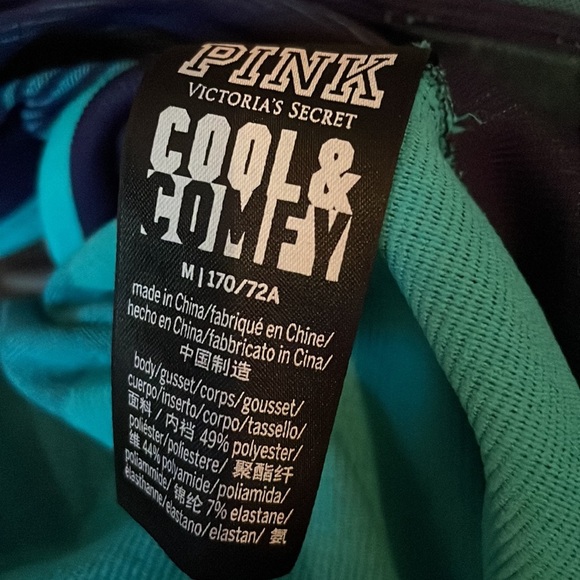 PINK
VICTORIA'S SECRET
COOL&
COMFY
M | 170/72A
made in China/fabriqué en Chine/
hecho en China/fabbricato in Cina/
中国制造
body/gusset/corps/gousset/
cuerpo/inserto/corpo/tassello/
面料 / 内裆 49% polyester/
poliéster/poliestere/ 聚酯纤
维 44% polyamide/poliamida/
poliammide/锦纶 7% elastane/
élasthanne/elastano/elastan/ 氨